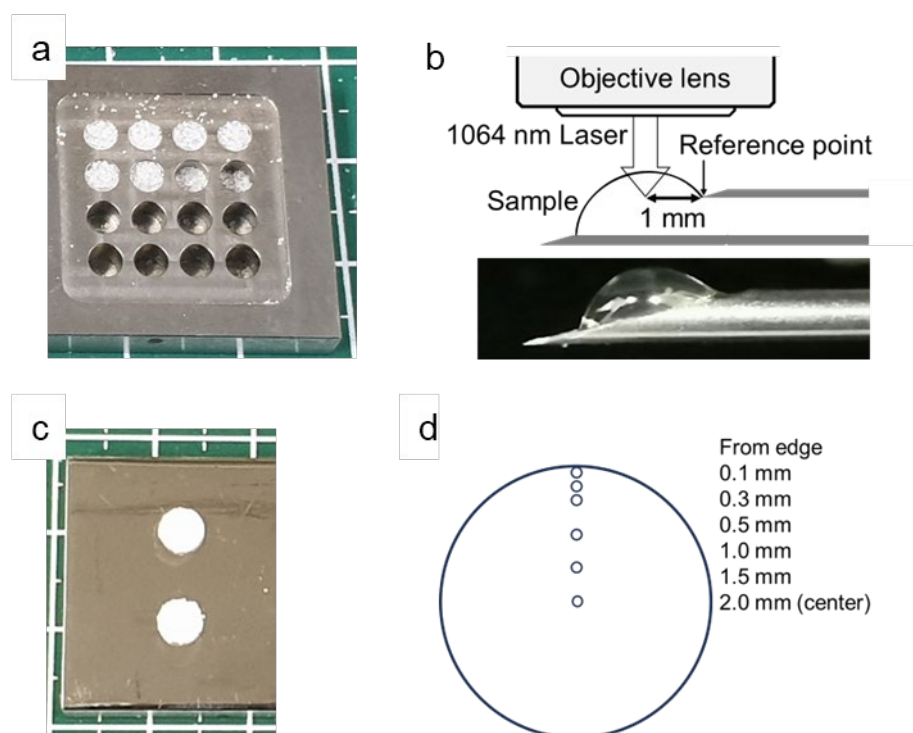 a
b
Objective lens
1064 nm Laser
Reference point
Sample
1 mm
c
d
From edge
0.1 mm
0.3 mm
0.5 mm
1.0 mm
1.5 mm
2.0 mm (center)